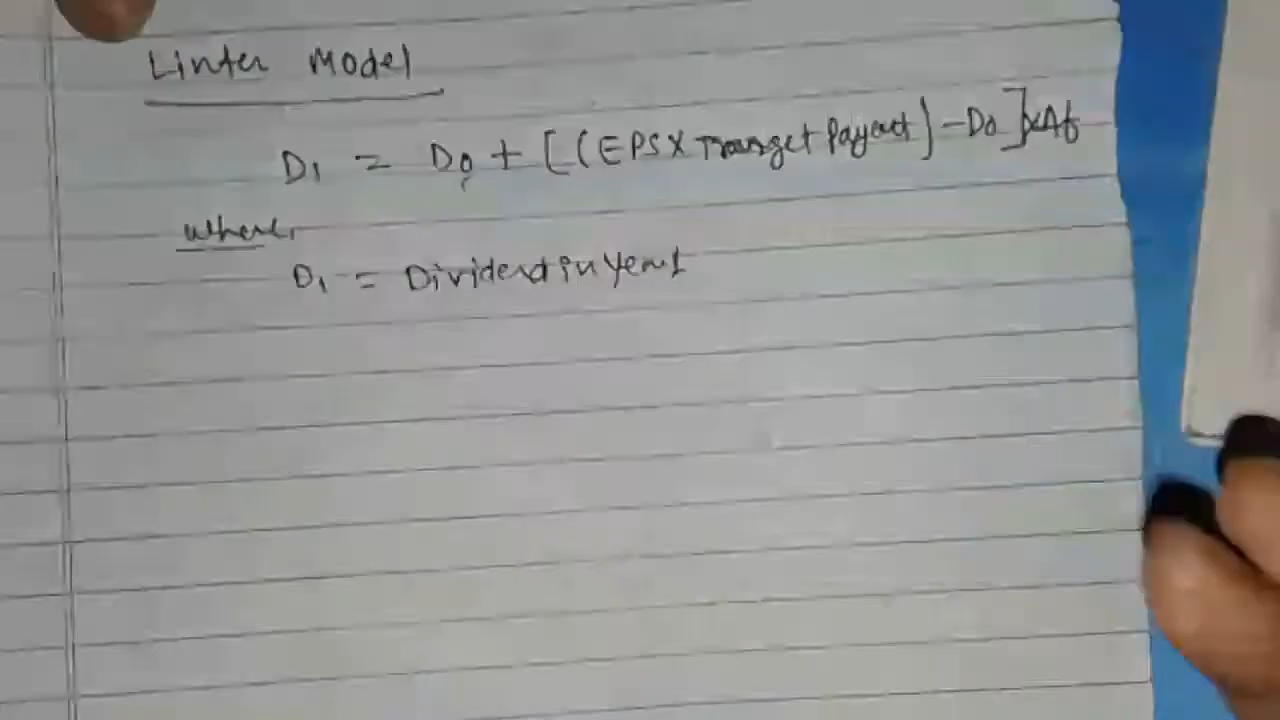 Linter Model
D₁ = D₀ + [(EPS X Target Payout) - D₀] X Af
where,
D₁ = Dividend in year 1